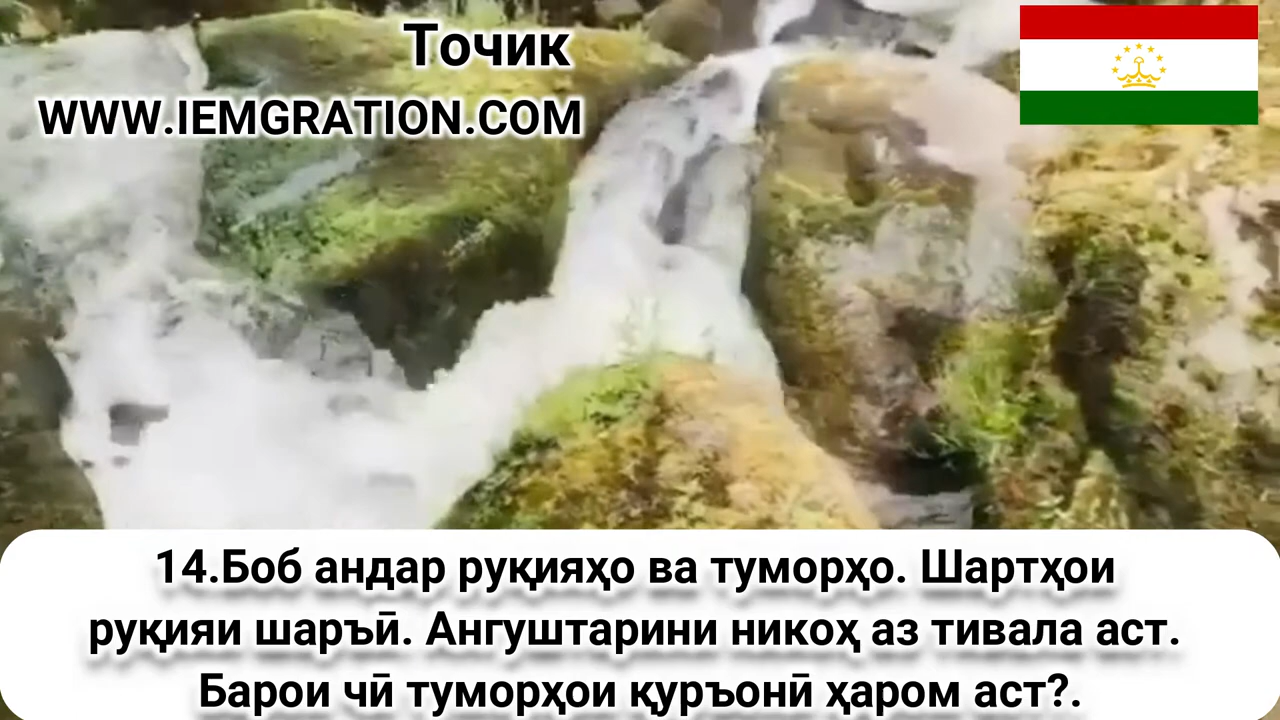 Точик
WWW.IEMGRATION.COM
14.Боб андар руқияҳо ва туморҳо. Шартҳои
руқияи шаръӣ. Ангуштарини никоҳ аз тивала аст.
Барои чӣ туморҳои қуръонӣ ҳаром аст?.